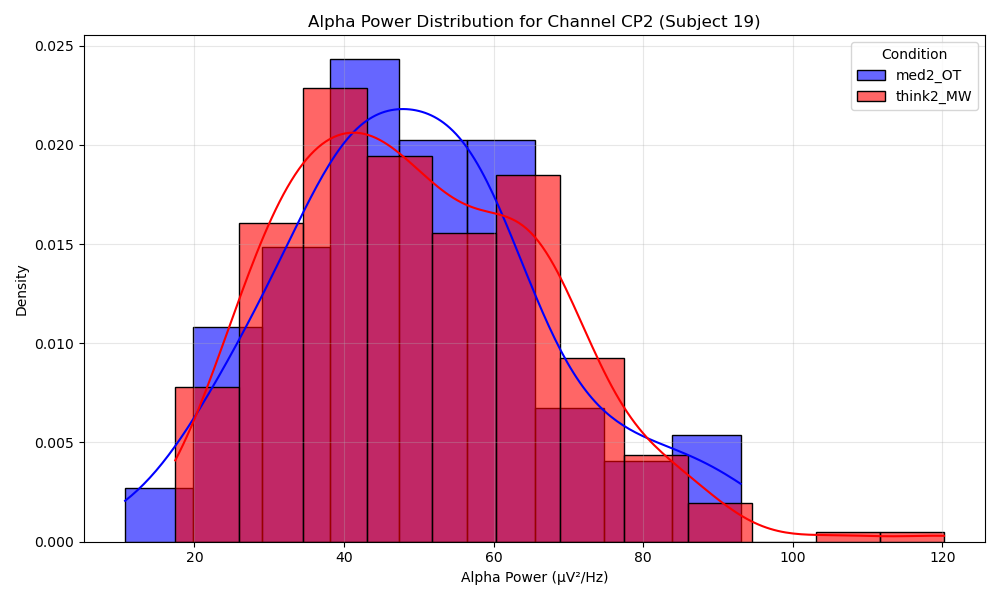 Alpha Power Distribution for Channel CP2 (Subject 19)
Condition
med2_OT
think2_MW
Density
0.025
0.020
0.015
0.010
0.005
0.000
20 40 60 80 100 120
Alpha Power (μV²/Hz)